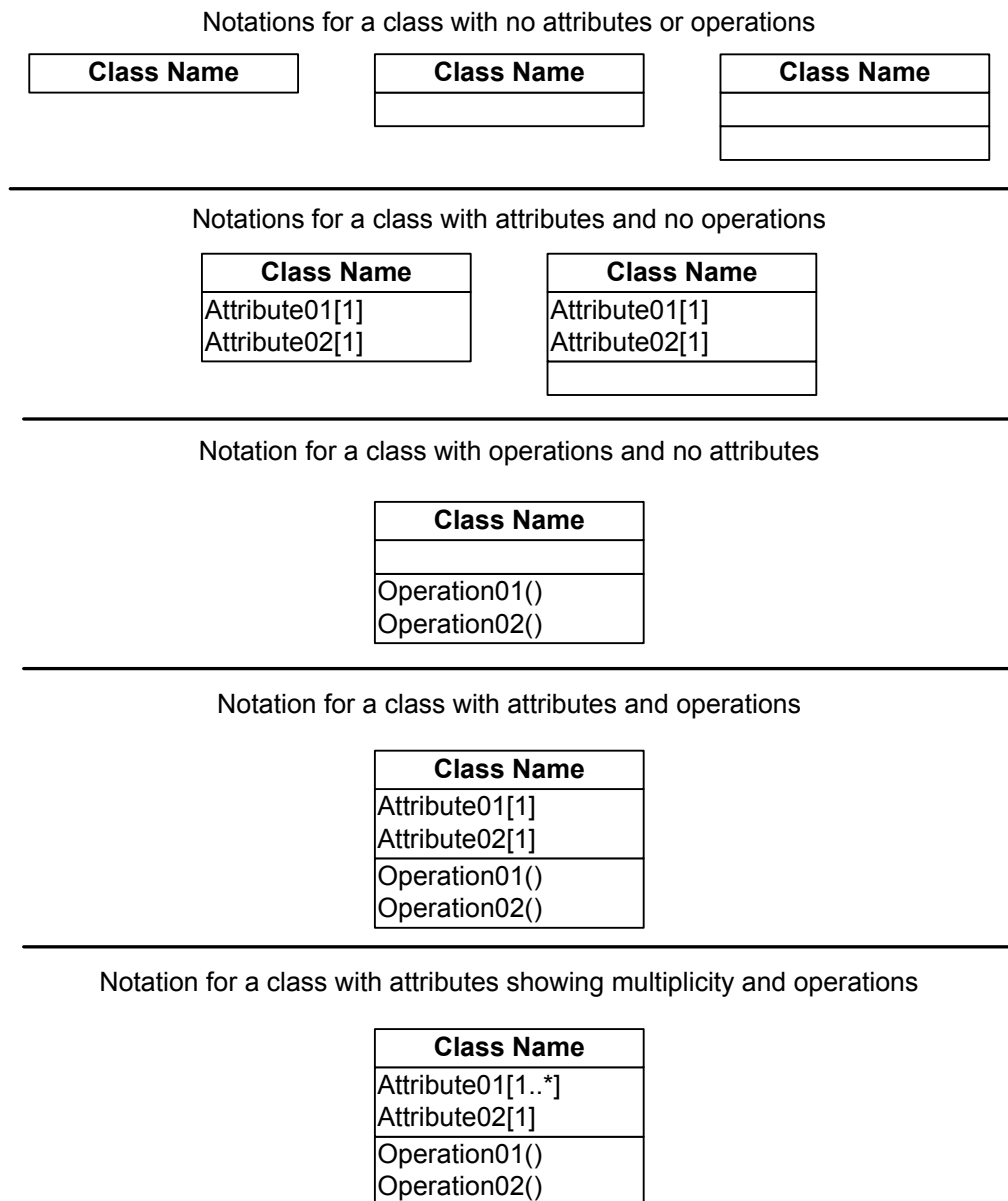 Notations for a class with no attributes or operations
Class Name
Class Name
Class Name
Notations for a class with attributes and no operations
Class Name
Attribute01[1]
Attribute02[1]
Class Name
Attribute01[1]
Attribute02[1]
Notation for a class with operations and no attributes
Class Name
Operation01()
Operation02()
Notation for a class with attributes and operations
Class Name
Attribute01[1]
Attribute02[1]
Operation01()
Operation02()
Notation for a class with attributes showing multiplicity and operations
Class Name
Attribute01[1..*]
Attribute02[1]
Operation01()
Operation02()